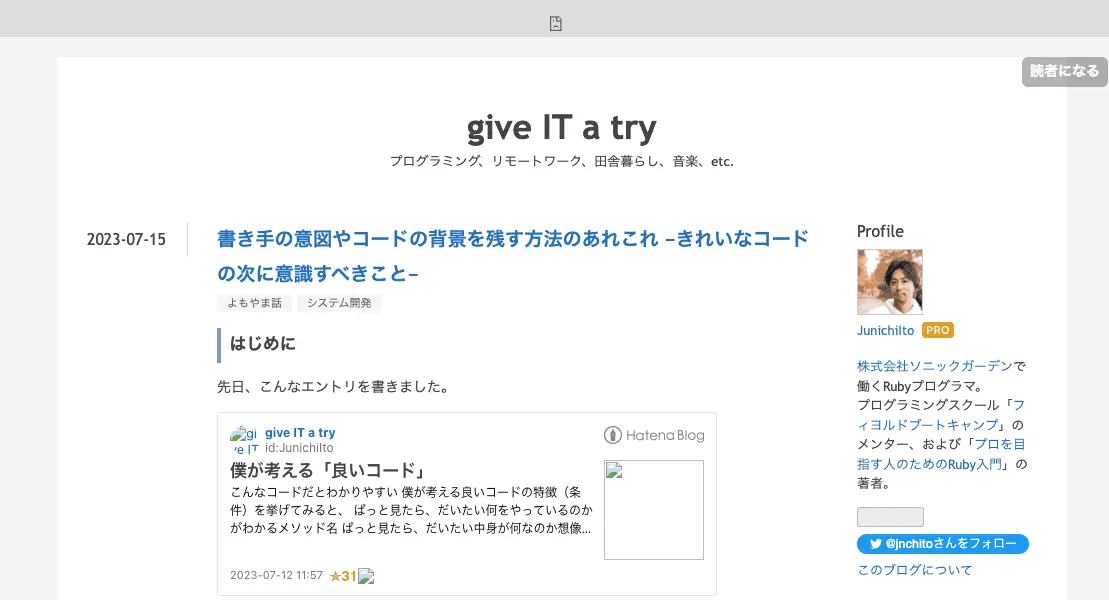 読者になる
give IT a try
プログラミング、リモートワーク、田舎暮らし、音楽、etc.
2023-07-15
書き手の意図やコードの背景を残す方法のあれこれ -きれいなコード
の次に意識すべきこと-
よもやま話 システム開発
はじめに
先日、こんなエントリを書きました。
gi
ve IT
give IT a try
id:JunichiIto
HatenaBlog
僕が考える「良いコード」
こんなコードだとわかりやすい 僕が考える良いコードの特徴（条
件）を挙げてみると、 ぱっと見たら、だいたい何をやっているのか
がわかるメソッド名 ぱっと見たら、だいたい中身が何なのか想像...
2023-07-12 11:57 ★31
Profile
JunichiIto PRO
株式会社ソニックガーデンで
働くRubyプログラマ。
プログラミングスクール「フ
ィヨルドブートキャンプ」の
メンター、および「プロを目
指す人のためのRuby入門」の
著者。
@jnchitoさんをフォロー
このブログについて